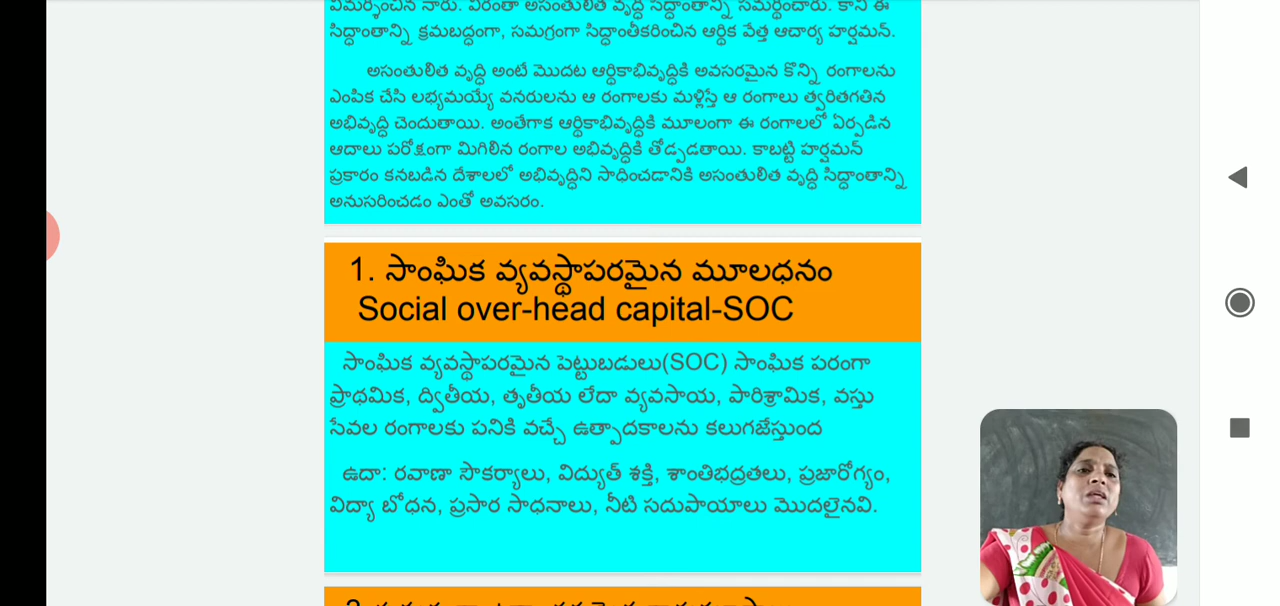 విమర్శించిన నారు. వీరంతా అసంతులిత వృద్ధి సిద్ధాంతాన్ని సమర్థించారు. కాని ఈ
సిద్ధాంతాన్ని క్రమబద్ధంగా, సమగ్రంగా సిద్ధాంతీకరించిన ఆర్థిక వేత్త ఆచార్య హర్షమన్.
అసంతులిత వృద్ధి అంటే మొదట ఆర్థికాభివృద్ధికి అవసరమైన కొన్ని రంగాలను
ఎంపిక చేసి లభ్యమయ్యే వనరులను ఆ రంగాలకు మళ్లిస్తే ఆ రంగాలు త్వరితగతిన
అభివృద్ధి చెందుతాయి. అంతేగాక ఆర్థికాభివృద్ధికి మూలంగా ఈ రంగాలలో ఏర్పడిన
ఆదాలు పరోక్షంగా మిగిలిన రంగాల అభివృద్ధికి తోడ్పడతాయి. కాబట్టి హర్షమన్
ప్రకారం కనబడిన దేశాలలో అభివృద్ధిని సాధించడానికి అసంతులిత వృద్ధి సిద్ధాంతాన్ని
అనుసరించడం ఎంతో అవసరం.
1. సాంఘిక వ్యవస్థాపరమైన మూలధనం
Social over-head capital-SOC
సాంఘిక వ్యవస్థాపరమైన పెట్టుబడులు(SOC) సాంఘిక పరంగా
ప్రాథమిక, ద్వితీయ, తృతీయ లేదా వ్యవసాయ, పారిశ్రామిక, వస్తు
సేవల రంగాలకు పనికి వచ్చే ఉత్పాదకాలను కలుగజేస్తుంద
ఉదా: రవాణా సౌకర్యాలు, విద్యుత్ శక్తి, శాంతిభద్రతలు, ప్రజారోగ్యం,
విద్యా బోధన, ప్రసార సాధనాలు, నీటి సదుపాయాలు మొదలైనవి.